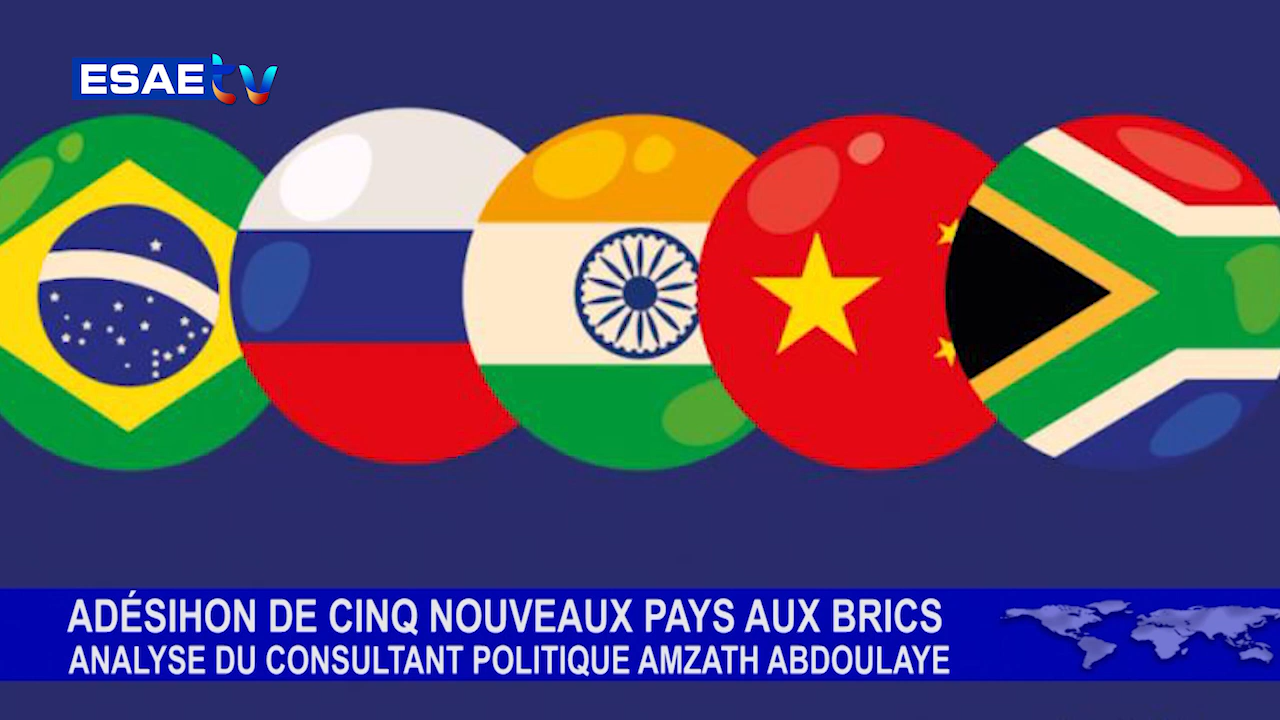 ESAEtv
ADÉSIHON DE CINQ NOUVEAUX PAYS AUX BRICS
ANALYSE DU CONSULTANT POLITIQUE AMZATH ABDOULAYE